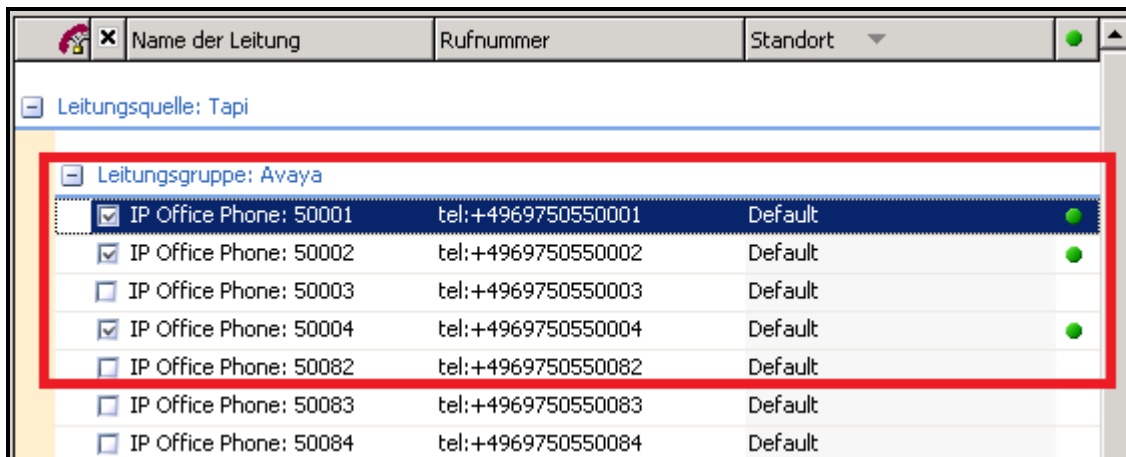 Name der Leitung Rufnummer Standort
Leitungsquelle: Tapi
Leitungsgruppe: Avaya
IP Office Phone: 50001 tel:+4969750550001 Default
IP Office Phone: 50002 tel:+4969750550002 Default
IP Office Phone: 50003 tel:+4969750550003 Default
IP Office Phone: 50004 tel:+4969750550004 Default
IP Office Phone: 50082 tel:+4969750550082 Default
IP Office Phone: 50083 tel:+4969750550083 Default
IP Office Phone: 50084 tel:+4969750550084 Default